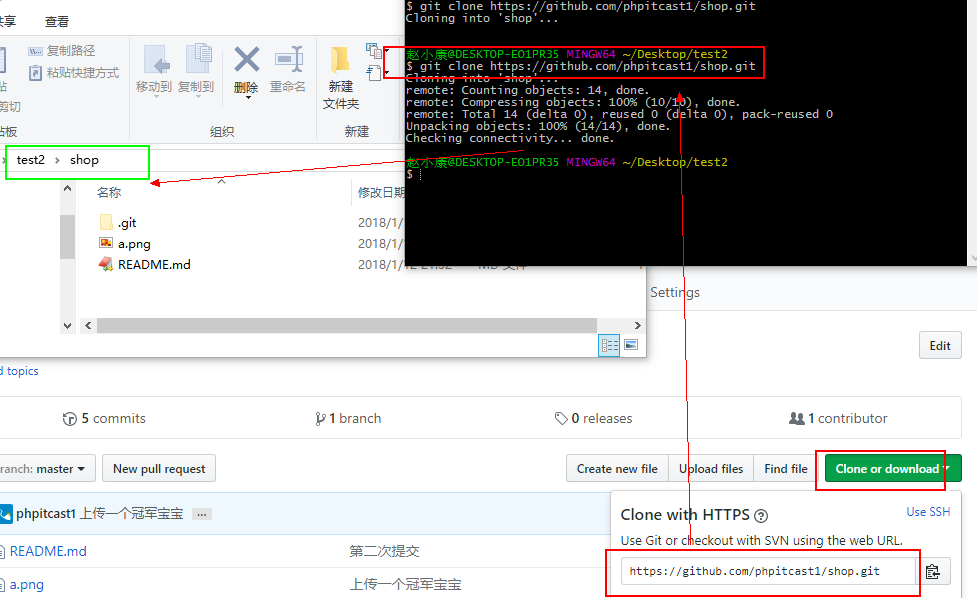 $ git clone https://github.com/phpitcast1/shop.git
Cloning into 'shop'...
赵小康@DESKTOP-EO1PR35 MINGW64 ~/Desktop/test2
$ git clone https://github.com/phpitcast1/shop.git
Cloning into 'shop'...
remote: Counting objects: 14, done.
remote: Compressing objects: 100% (10/10), done.
remote: Total 14 (delta 0), reused 0 (delta 0), pack-reused 0
Unpacking objects: 100% (14/14), done.
Checking connectivity... done.
赵小康@DESKTOP-EO1PR35 MINGW64 ~/Desktop/test2
$
享 查看
复制路径
粘贴快捷方式
贴
剪切
移动到 复制到 删除 重命名 新建
文件夹
贴板 组织 新建
test2 > shop
名称 修改日期
.git 2018/1/
a.png 2018/1/
README.md 2018/1/12 21:52 MD 文件
Settings
Edit
d topics
5 commits 1 branch 0 releases 1 contributor
ranch: master New pull request Create new file Upload files Find file Clone or download
phpitcast1 上传一个冠军宝宝 ...
Clone with HTTPS ? Use SSH
Use Git or checkout with SVN using the web URL.
README.md 第二次提交
https://github.com/phpitcast1/shop.git
a.png 上传一个冠军宝宝